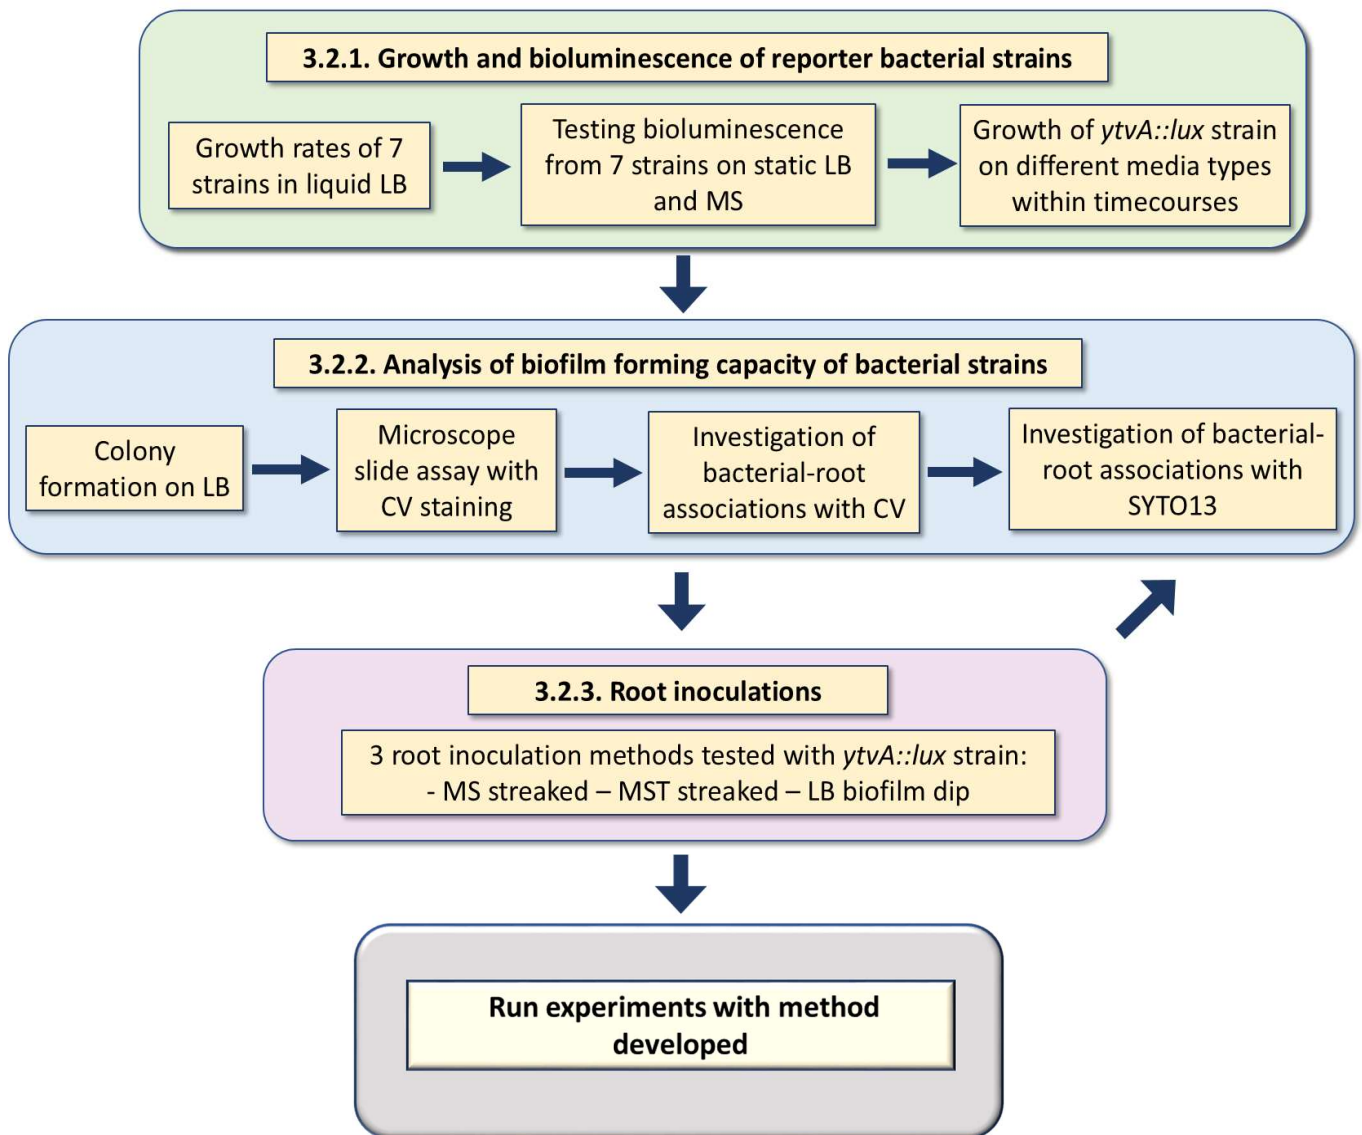 3.2.1. Growth and bioluminescence of reporter bacterial strains
Growth rates of 7
strains in liquid LB
Testing bioluminescence
from 7 strains on static LB
and MS
Growth of ytvA::lux strain
on different media types
within timecourses
3.2.2. Analysis of biofilm forming capacity of bacterial strains
Colony
formation on LB
Microscope
slide assay with
CV staining
Investigation of
bacterial-root
associations with CV
Investigation of bacterial-
root associations with
SYTO13
3.2.3. Root inoculations
3 root inoculation methods tested with ytvA::lux strain:
- MS streaked – MST streaked – LB biofilm dip
Run experiments with method
developed